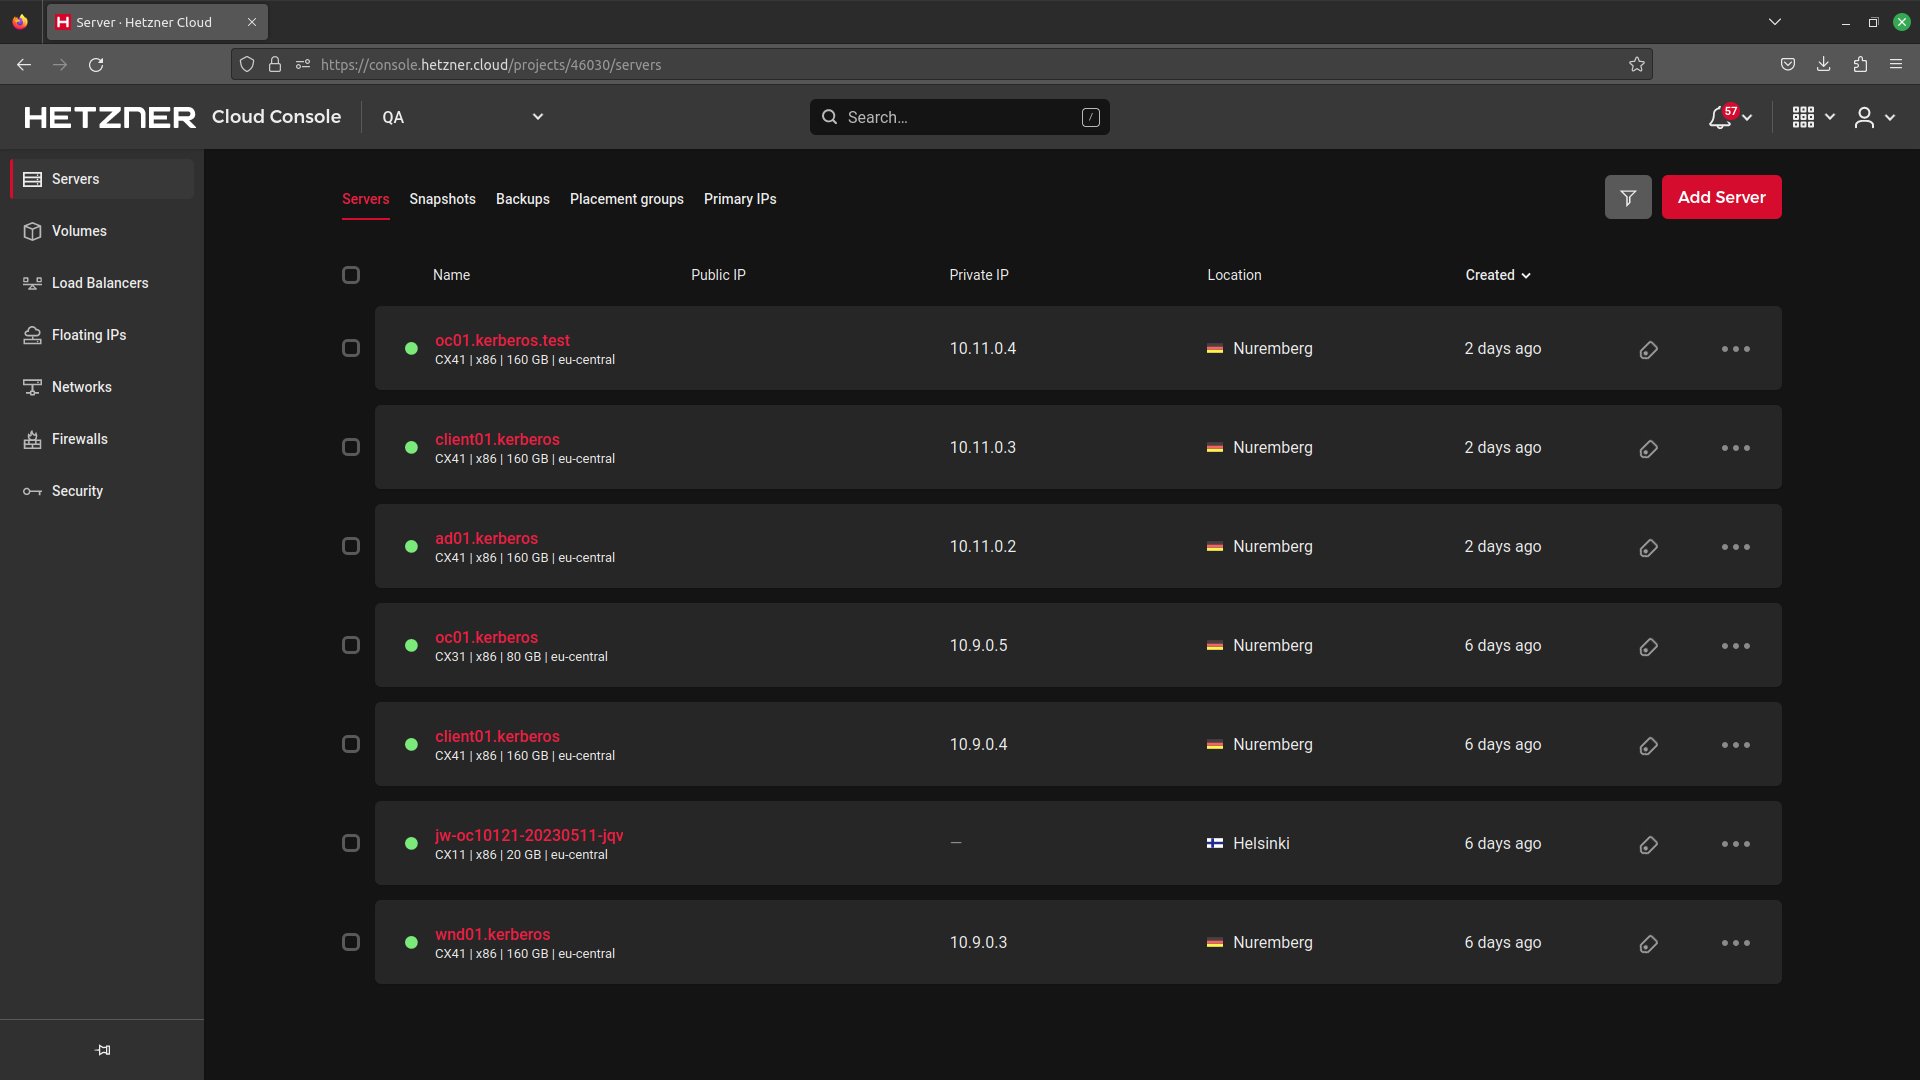 Server · Hetzner Cloud
https://console.hetzner.cloud/projects/46030/servers
HETZNER Cloud Console QA Search... / 57
Servers
Volumes
Load Balancers
Floating IPs
Networks
Firewalls
Security
Servers Snapshots Backups Placement groups Primary IPs Add Server
Name Public IP Private IP Location Created
oc01.kerberos.test
CX41 | x86 | 160 GB | eu-central
10.11.0.4 Nuremberg 2 days ago
client01.kerberos
CX41 | x86 | 160 GB | eu-central
10.11.0.3 Nuremberg 2 days ago
ad01.kerberos
CX41 | x86 | 160 GB | eu-central
10.11.0.2 Nuremberg 2 days ago
oc01.kerberos
CX31 | x86 | 80 GB | eu-central
10.9.0.5 Nuremberg 6 days ago
client01.kerberos
CX41 | x86 | 160 GB | eu-central
10.9.0.4 Nuremberg 6 days ago
jw-oc10121-20230511-jqv
CX11 | x86 | 20 GB | eu-central
— Helsinki 6 days ago
wnd01.kerberos
CX41 | x86 | 160 GB | eu-central
10.9.0.3 Nuremberg 6 days ago